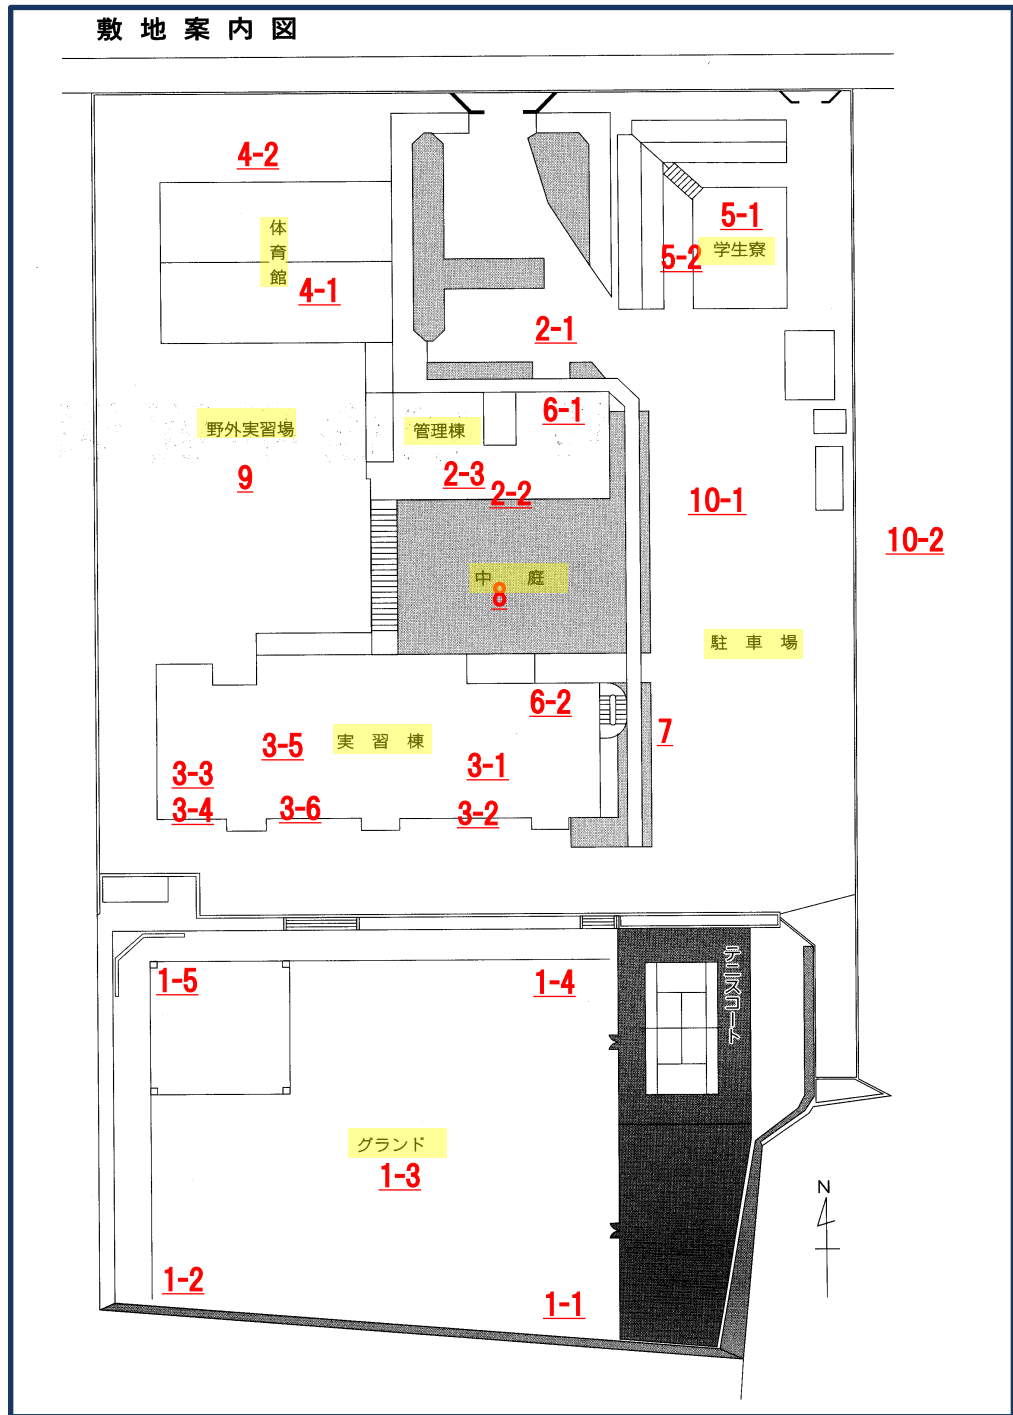 敷地案内図
4-2
体育館
4-1
5-1
5-2
学生寮
2-1
野外実習場
9
管理棟
6-1
2-3
2-2
10-1
10-2
中庭
8
駐車場
6-2
7
実習棟
3-5
3-1
3-3
3-4
3-6
3-2
テニスコート
1-5
1-4
グランド
1-3
N
1-2
1-1